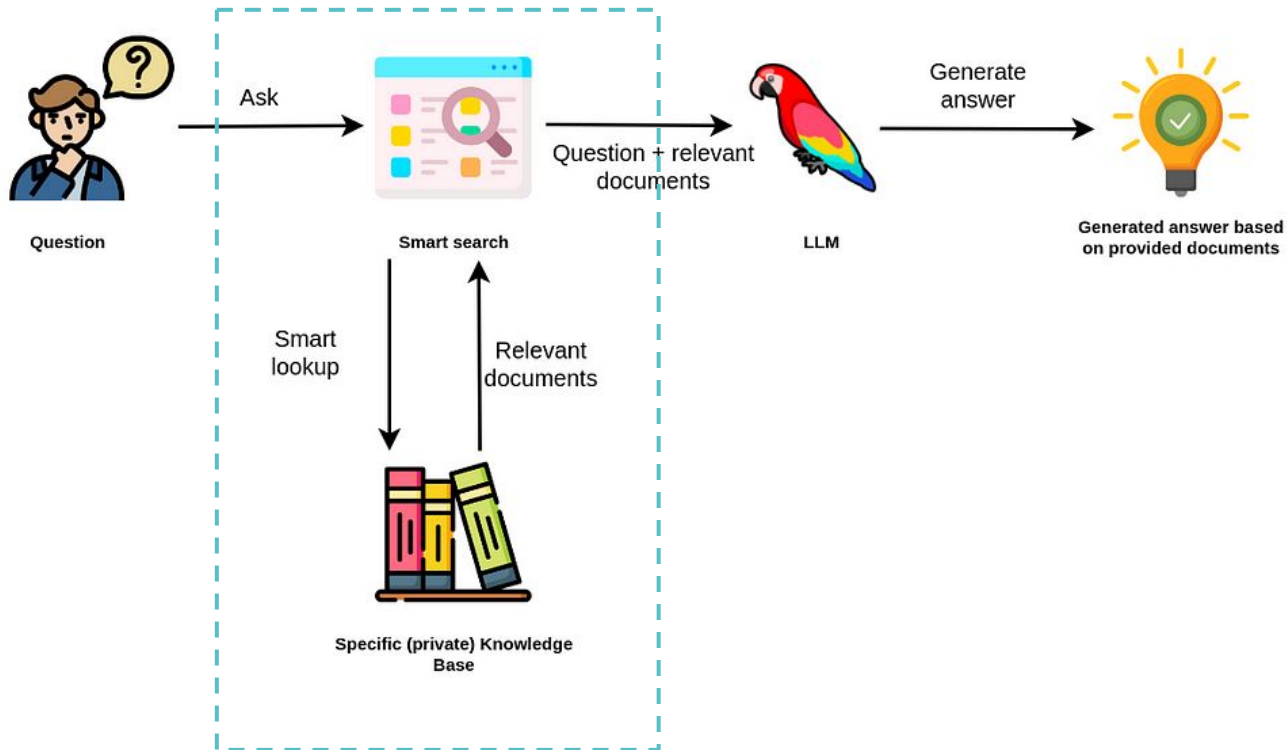 ?
Ask
Question + relevant
documents
Generate
answer
Question
Smart search
LLM
Generated answer based
on provided documents
Smart
lookup
Relevant
documents
Specific (private) Knowledge
Base